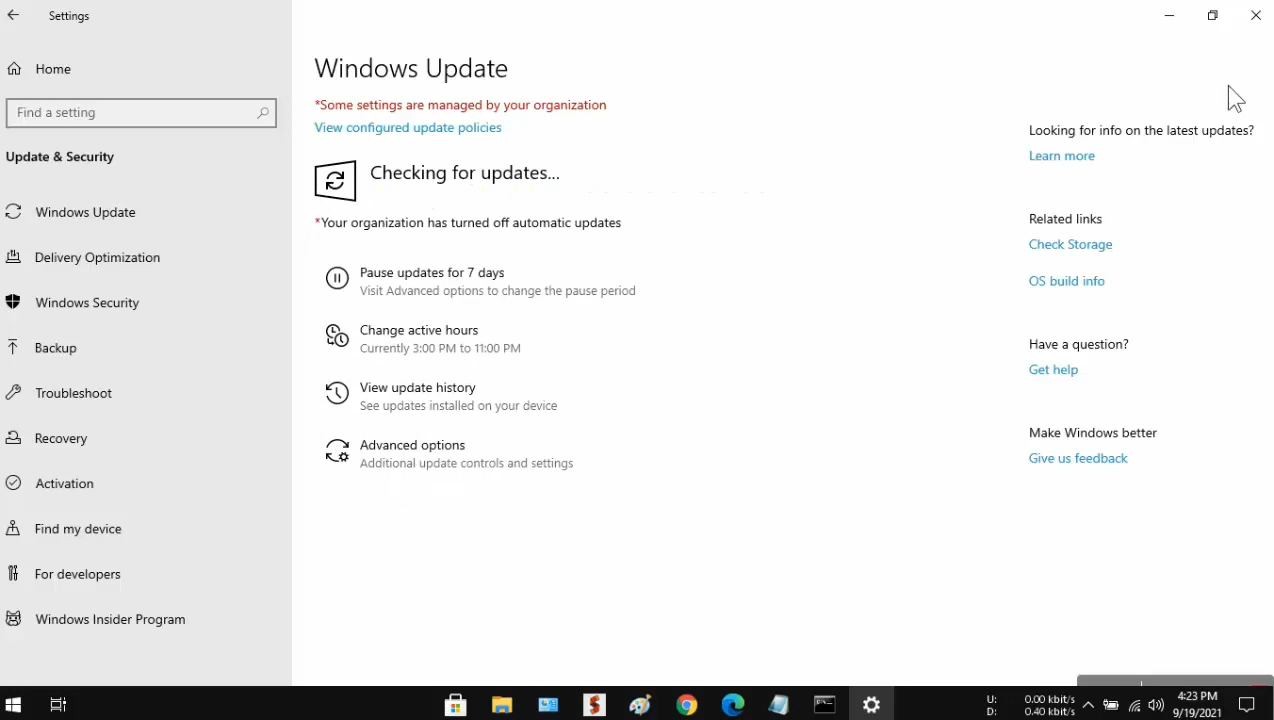 Settings
Home
Find a setting
Update & Security
Windows Update
Delivery Optimization
Windows Security
Backup
Troubleshoot
Recovery
Activation
Find my device
For developers
Windows Insider Program
Windows Update
*Some settings are managed by your organization
View configured update policies
Checking for updates...
*Your organization has turned off automatic updates
Pause updates for 7 days
Visit Advanced options to change the pause period
Change active hours
Currently 3:00 PM to 11:00 PM
View update history
See updates installed on your device
Advanced options
Additional update controls and settings
Looking for info on the latest updates?
Learn more
Related links
Check Storage
OS build info
Have a question?
Get help
Make Windows better
Give us feedback
U: 0.00 kbit/s
D: 0.40 kbit/s
4:23 PM
9/19/2021